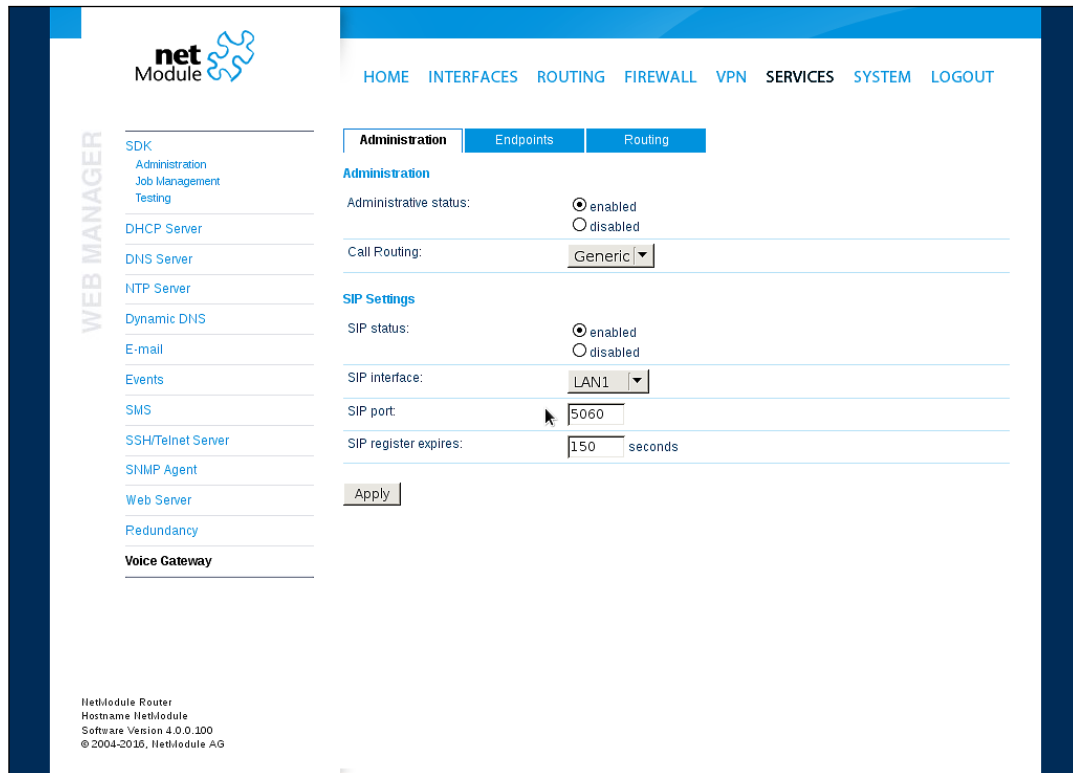 net
Module
HOME INTERFACES ROUTING FIREWALL VPN SERVICES SYSTEM LOGOUT
WEB MANAGER
SDK
Administration
Job Management
Testing
DHCP Server
DNS Server
NTP Server
Dynamic DNS
E-mail
Events
SMS
SSH/Telnet Server
SNMP Agent
Web Server
Redundancy
Voice Gateway
Administration Endpoints Routing
Administration
Administrative status:
enabled
disabled
Call Routing: Generic
SIP Settings
SIP status:
enabled
disabled
SIP interface: LAN1
SIP port: 5060
SIP register expires: 150 seconds
Apply
NetModule Router
Hostname NetModule
Software Version 4.0.0.100
© 2004-2016, NetModule AG